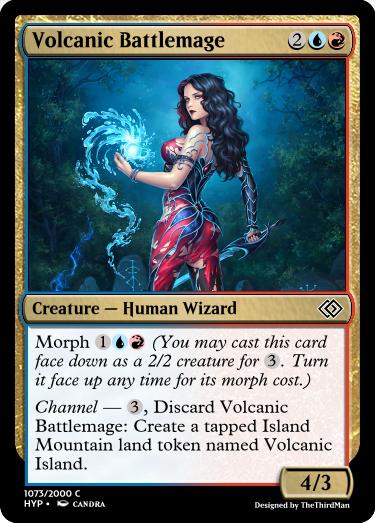 Volcanic Battlemage 2
Creature — Human Wizard
Morph 1 (You may cast this card
face down as a 2/2 creature for 3. Turn
it face up any time for its morph cost.)
Channel — 3, Discard Volcanic
Battlemage: Create a tapped Island
Mountain land token named Volcanic
Island.
4/3
1073/2000 C
HYP • CANDRA
Designed by TheThirdMan